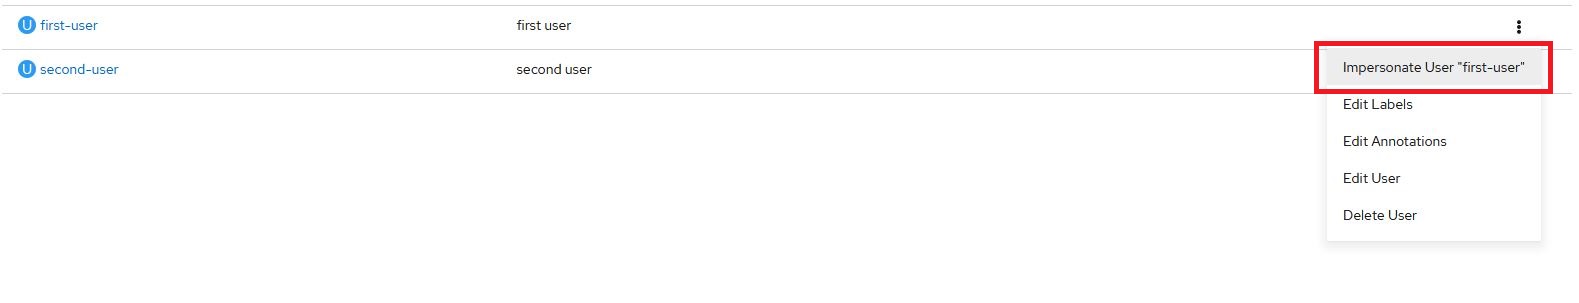 U first-user first user
U second-user second user
Impersonate User "first-user"
Edit Labels
Edit Annotations
Edit User
Delete User